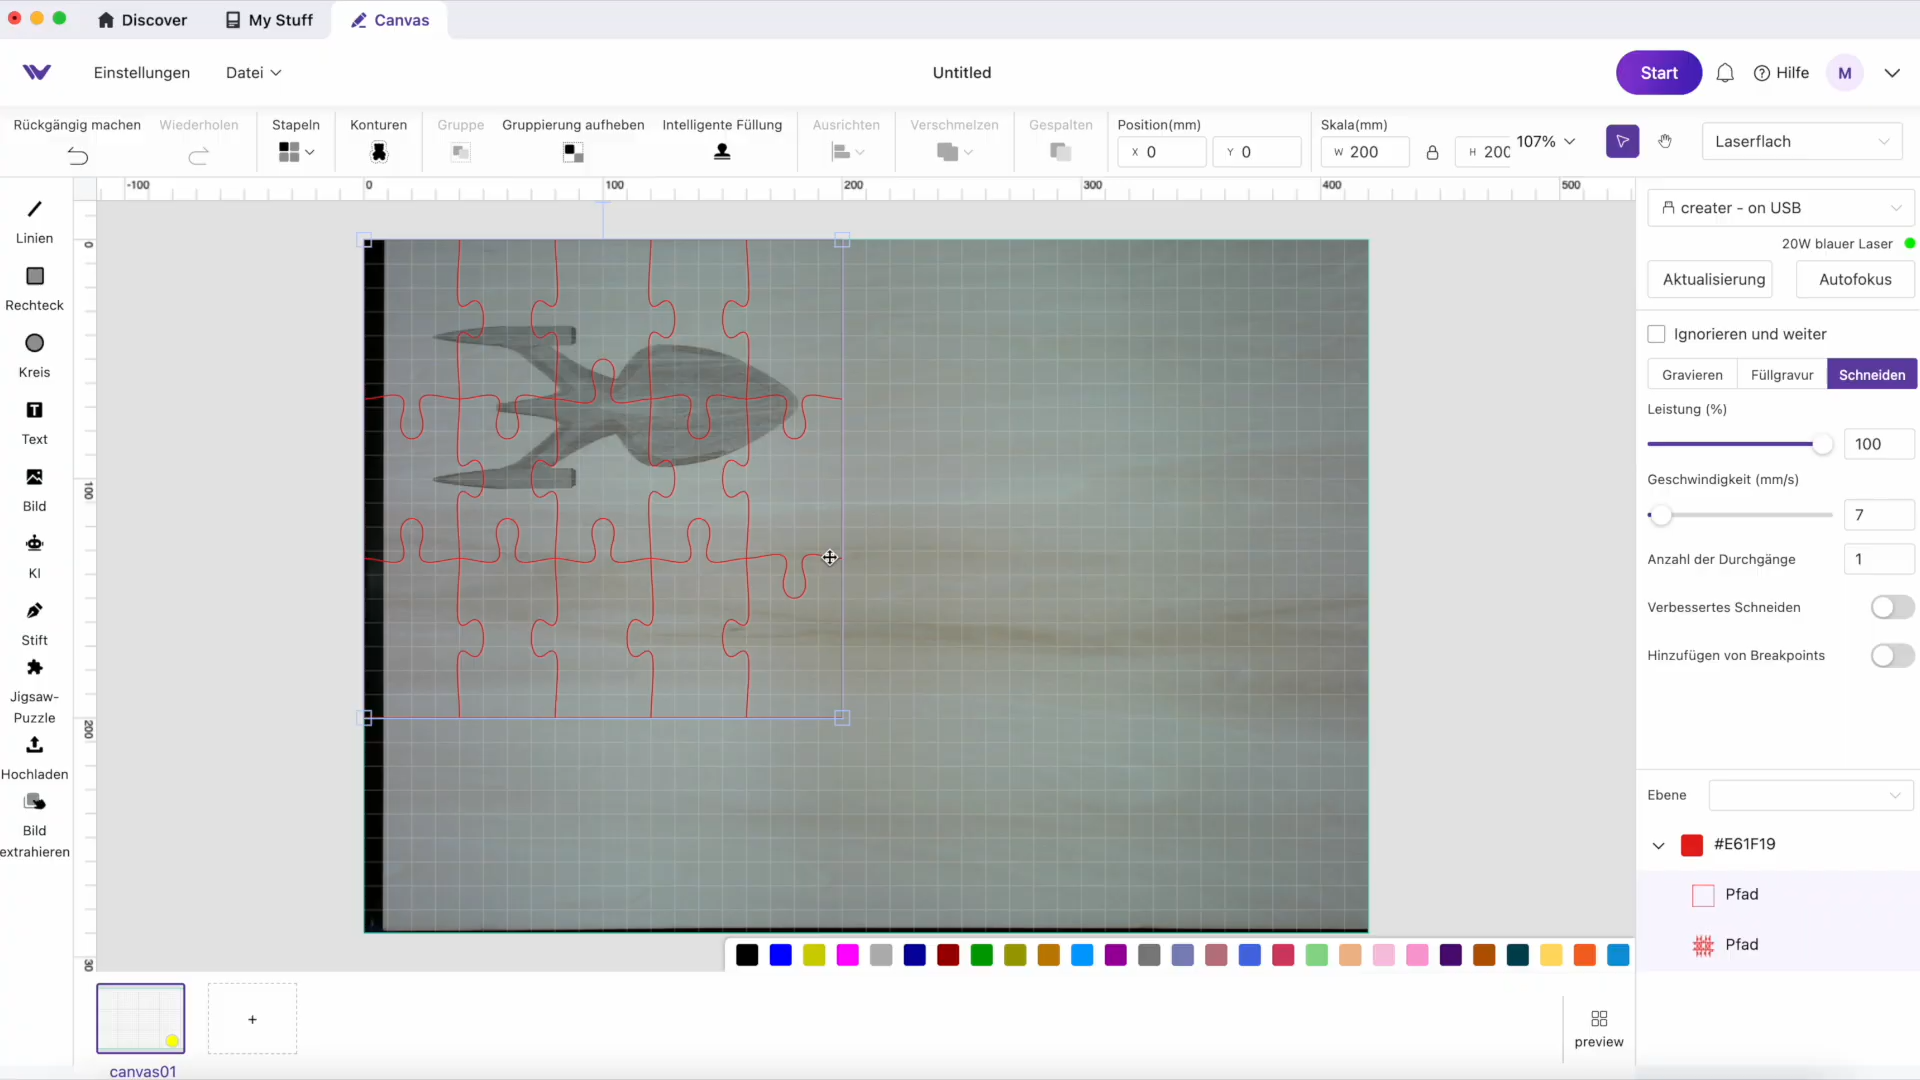 Discover
My Stuff
Canvas
Einstellungen
Datei
Untitled
Start
Hilfe
M
Rückgängig machen
Wiederholen
Stapeln
Konturen
Gruppe
Gruppierung aufheben
Intelligente Füllung
Ausrichten
Verschmelzen
Gespalten
Position(mm)
X 0
Y 0
Skala(mm)
W 200
H 200
107%
Laserflach
-100
0
100
200
300
400
500
0
100
200
30
Linien
Rechteck
Kreis
Text
Bild
KI
Stift
Jigsaw-
Puzzle
Hochladen
Bild
extrahieren
creater - on USB
20W blauer Laser
Aktualisierung
Autofokus
Ignorieren und weiter
Gravieren
Füllgravur
Schneiden
Leistung (%)
100
Geschwindigkeit (mm/s)
7
Anzahl der Durchgänge
1
Verbessertes Schneiden
Hinzufügen von Breakpoints
Ebene
#E61F19
Pfad
Pfad
+
canvas01
preview